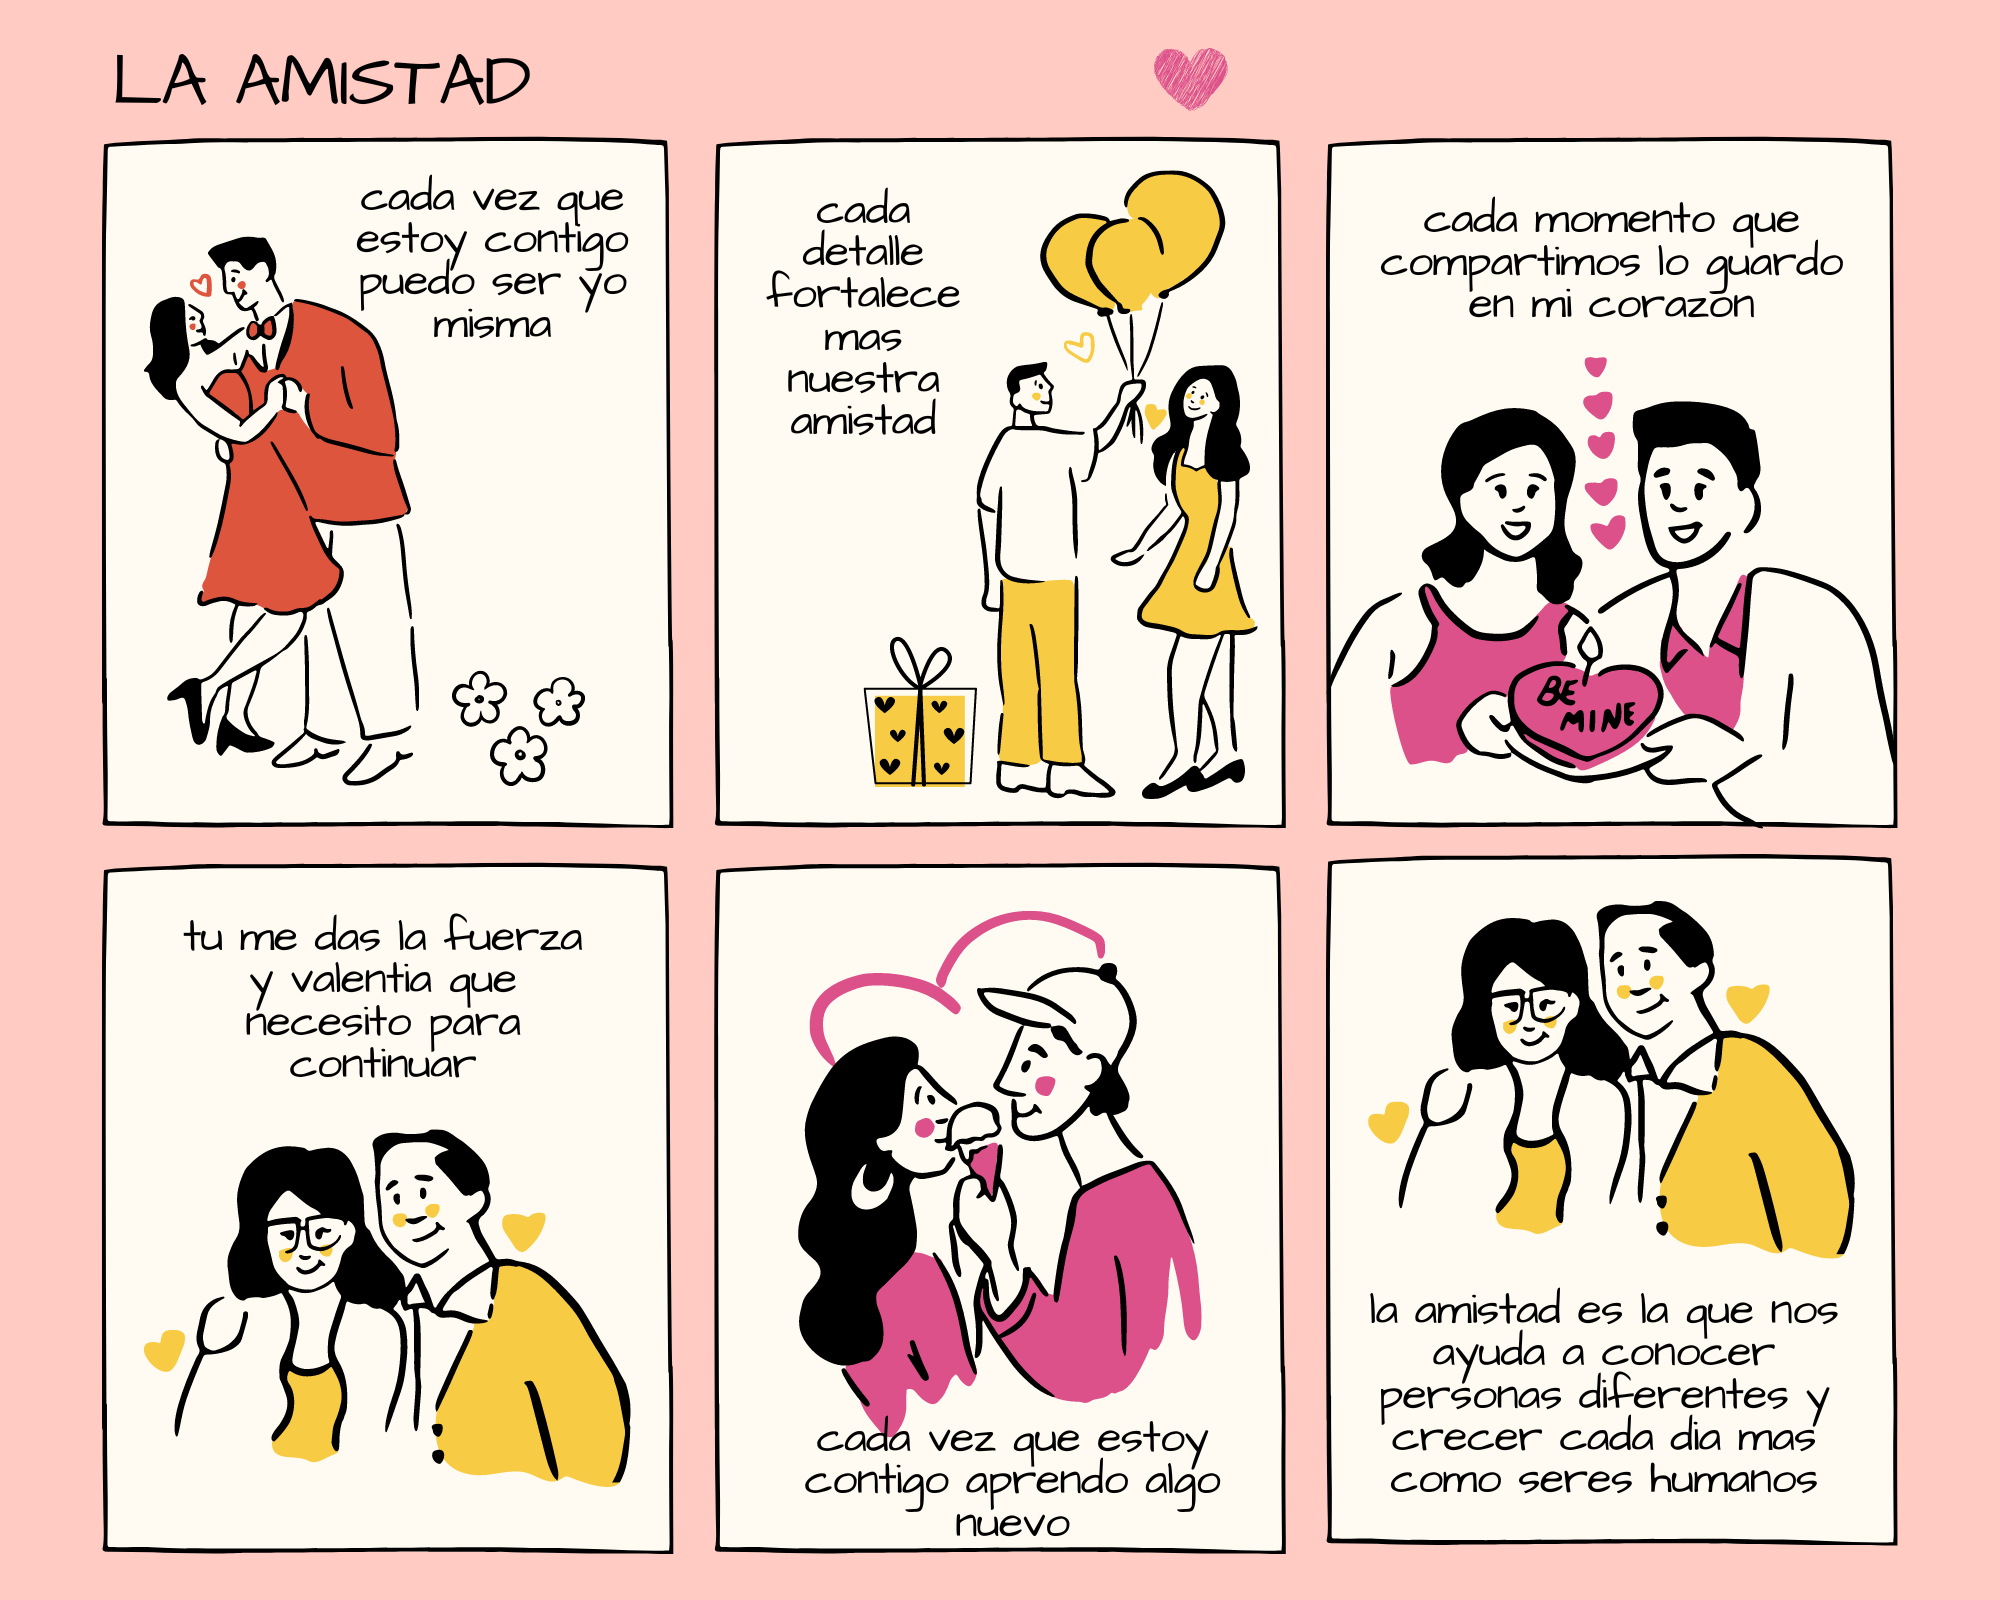 LA AMISTAD
cada vez que
estoy contigo
puedo ser yo
misma
cada
detalle
fortalece
mas
nuestra
amistad
cada momento que
compartimos lo guardo
en mi corazón
BE
MINE
tu me das la fuerza
y valentia que
necesito para
continuar
cada vez que estoy
contigo aprendo algo
nuevo
la amistad es la que nos
ayuda a conocer
personas diferentes y
crecer cada dia mas
como seres humanos